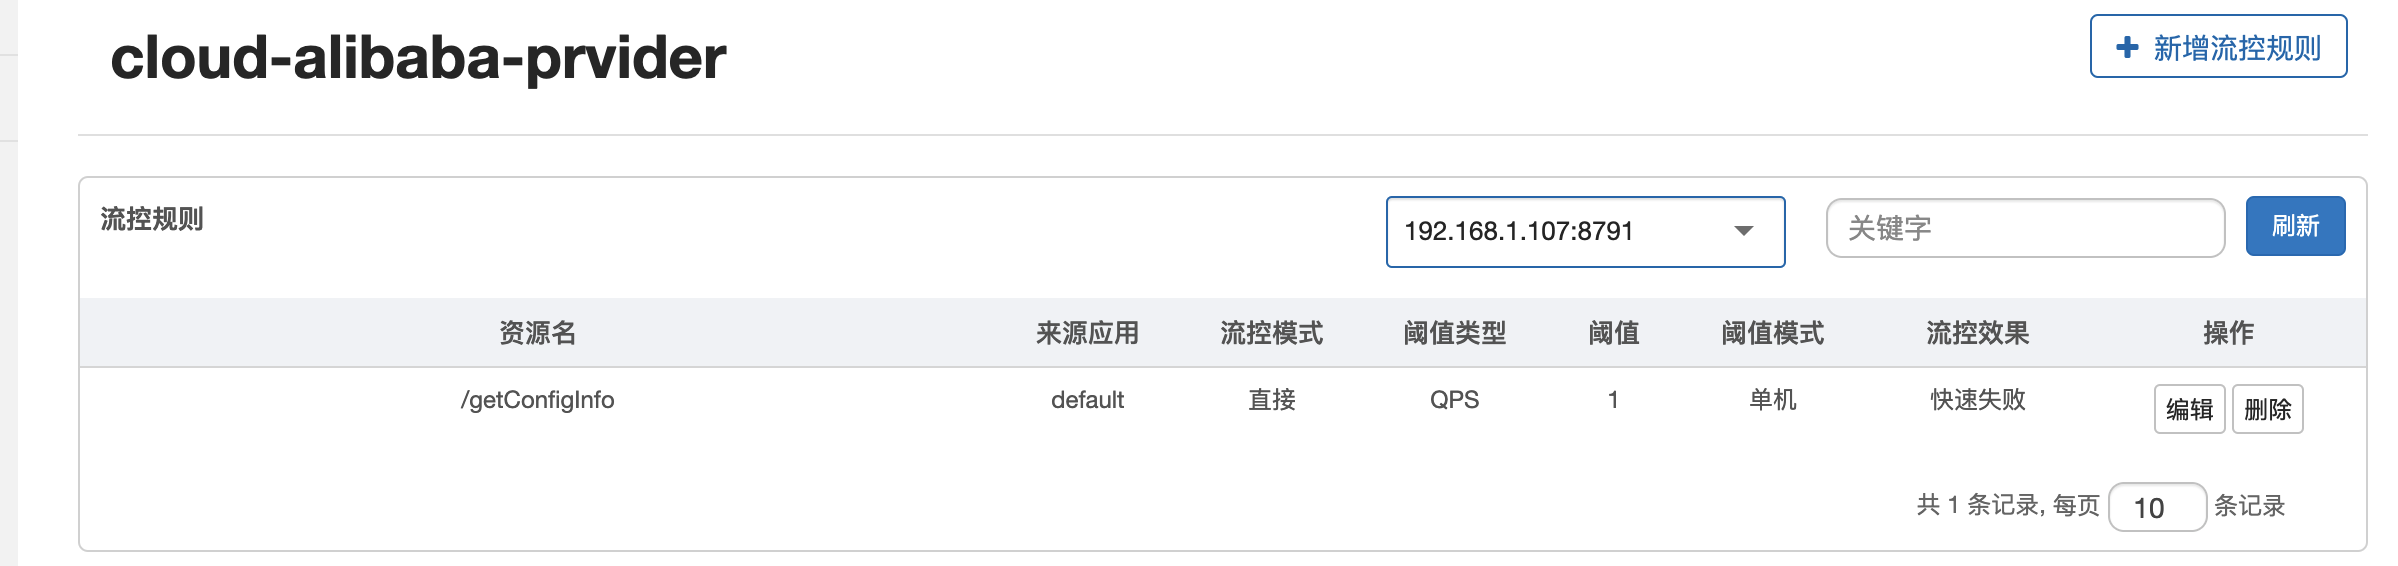 cloud-alibaba-prvider
+ 新增流控规则
流控规则
192.168.1.107:8791
关键字
刷新
资源名 来源应用 流控模式 阈值类型 阈值 阈值模式 流控效果 操作
/getConfigInfo default 直接 QPS 1 单机 快速失败 编辑 删除
共 1 条记录, 每页 10 条记录